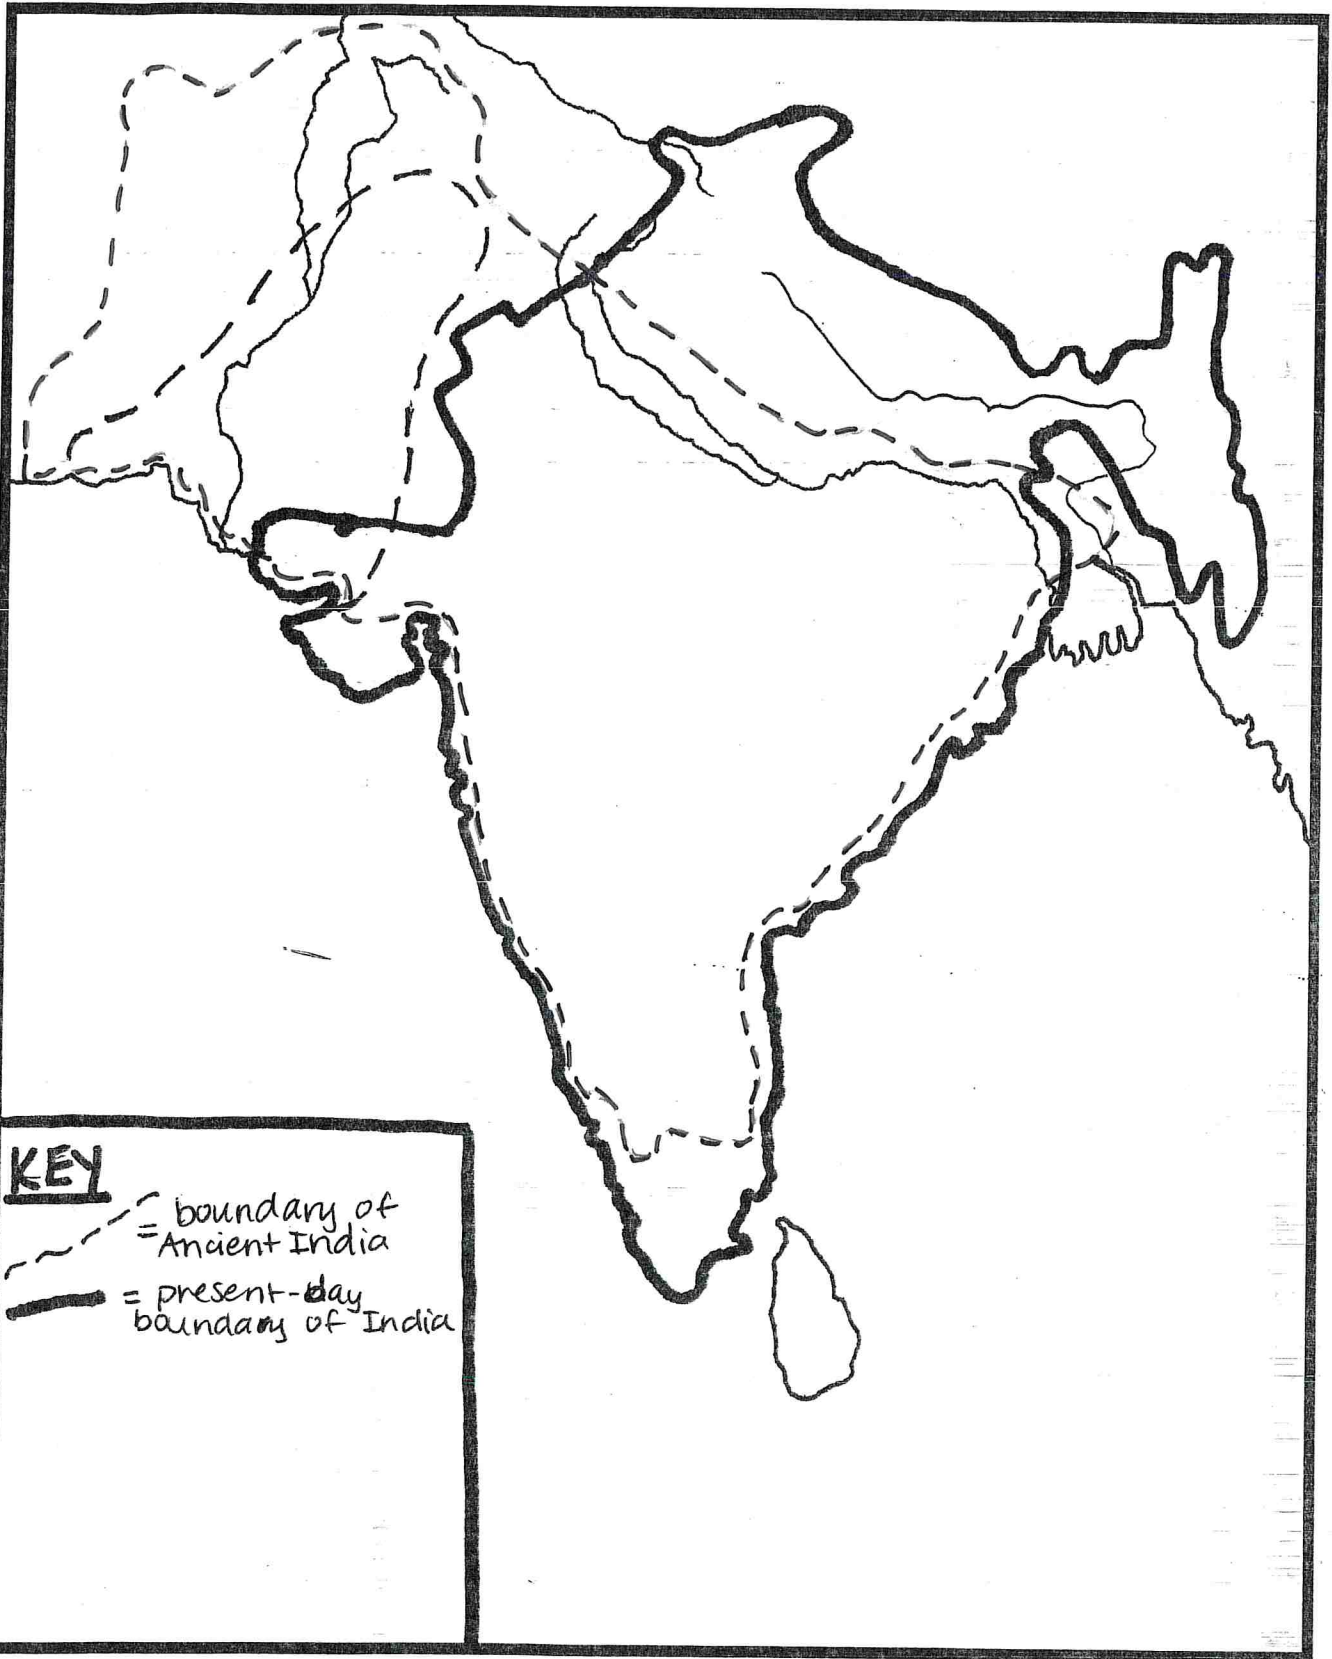 KEY
= boundary of
Ancient India
= present-day
boundary of India